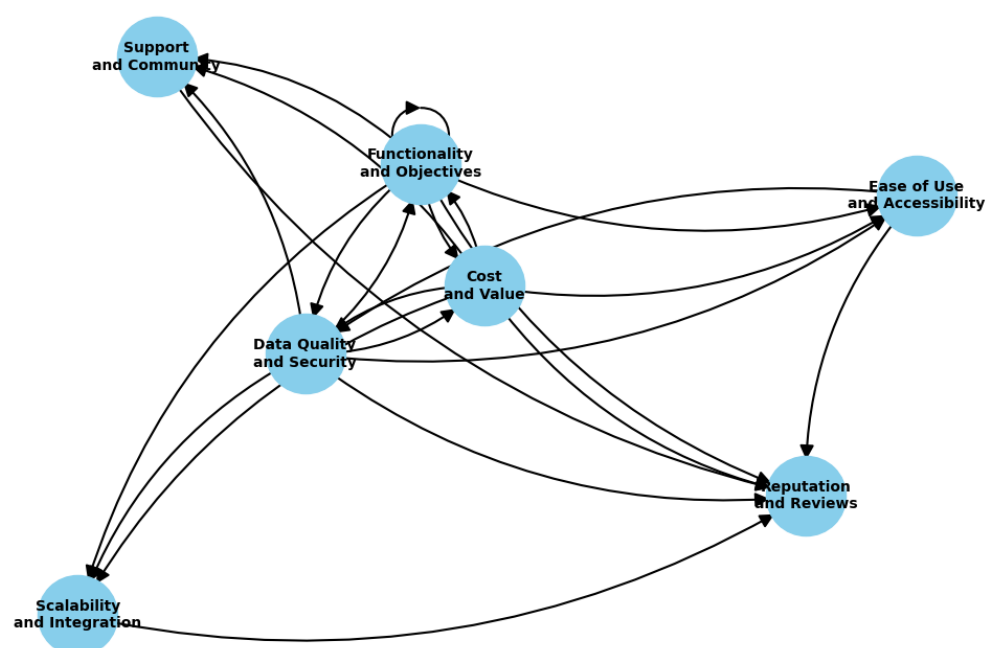 Support
and Community
Functionality
and Objectives
Ease of Use
and Accessibility
Cost
and Value
Data Quality
and Security
Reputation
and Reviews
Scalability
and Integration